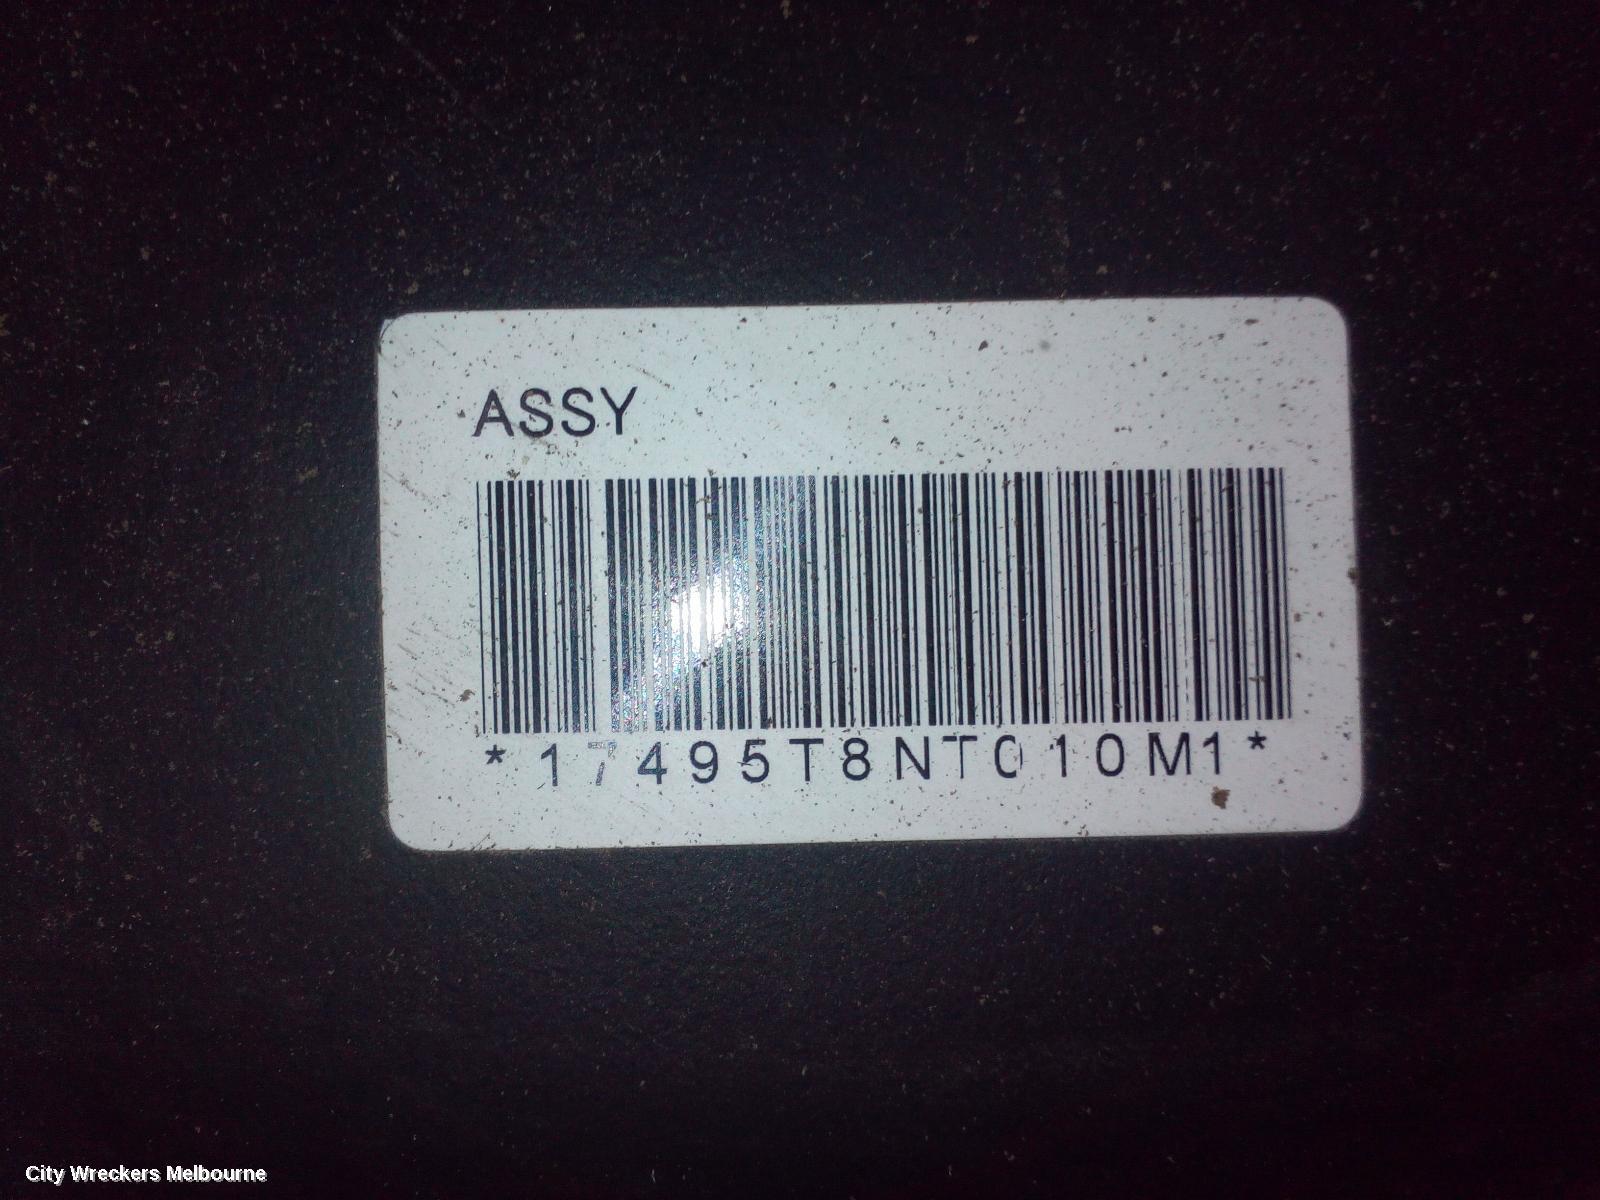 ASSY
*17495T8NT010M1*
City Wreckers Melbourne